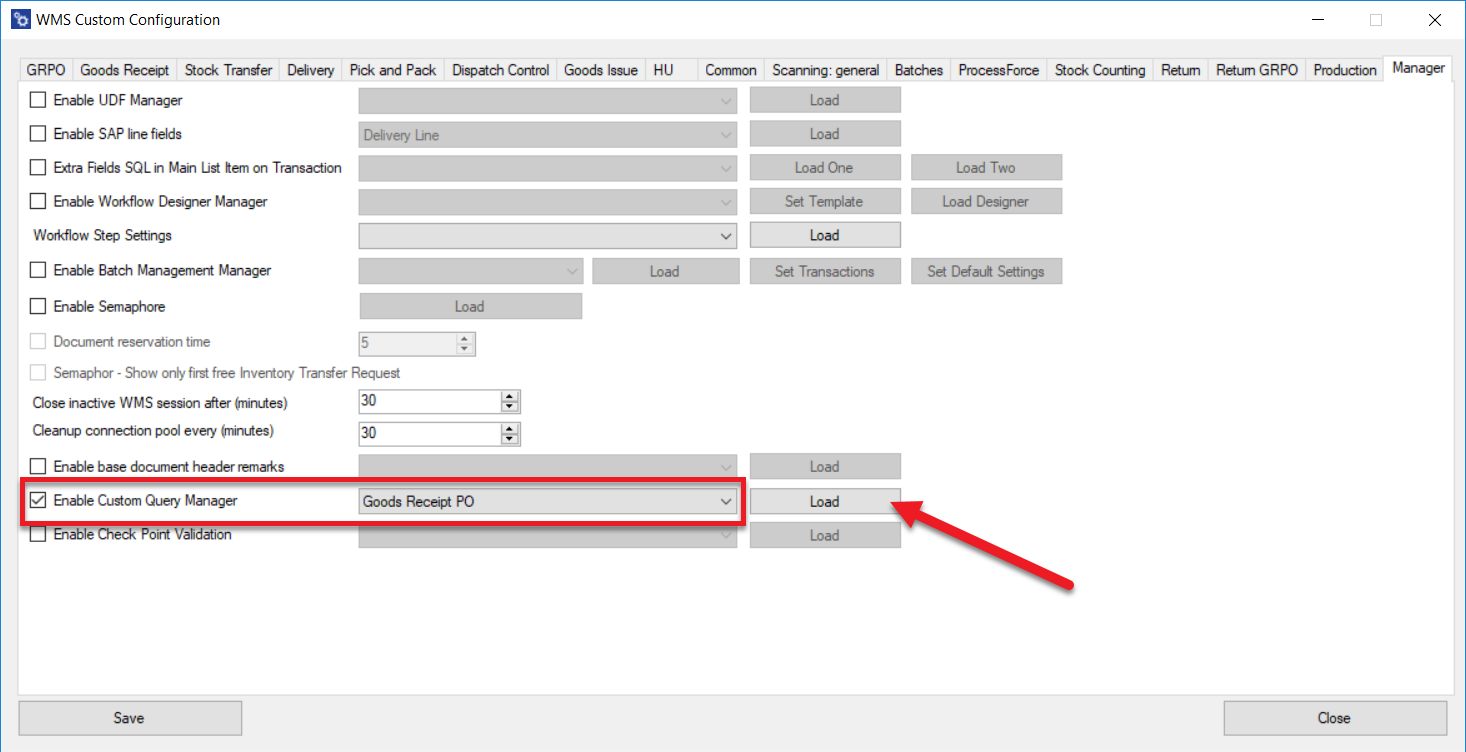 WMS Custom Configuration
GRPO Goods Receipt Stock Transfer Delivery Pick and Pack Dispatch Control Goods Issue HU Common Scanning: general Batches ProcessForce Stock Counting Return Return GRPO Production Manager
Enable UDF Manager Load
Enable SAP line fields Delivery Line Load
Extra Fields SQL in Main List Item on Transaction Load One Load Two
Enable Workflow Designer Manager Set Template Load Designer
Workflow Step Settings Load
Enable Batch Management Manager Load Set Transactions Set Default Settings
Enable Semaphore Load
Document reservation time 5
Semaphor - Show only first free Inventory Transfer Request
Close inactive WMS session after (minutes) 30
Cleanup connection pool every (minutes) 30
Enable base document header remarks Load
Enable Custom Query Manager Goods Receipt PO Load
Enable Check Point Validation Load
Save Close